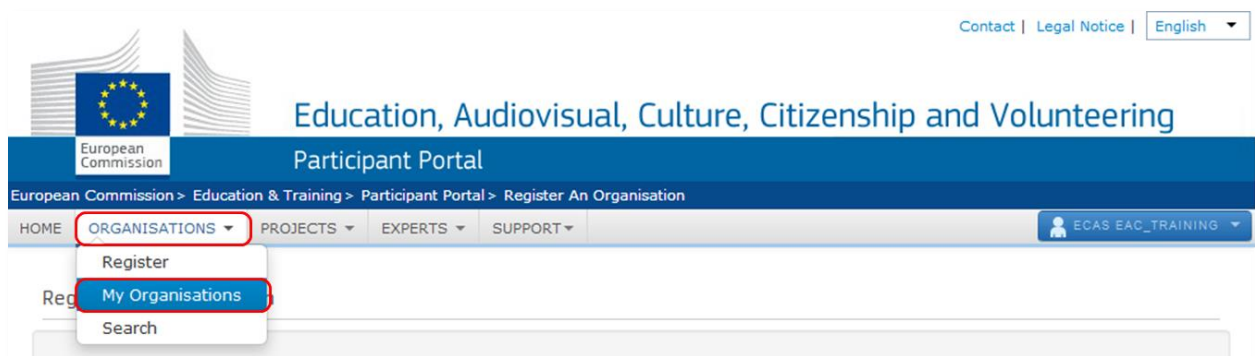 Contact | Legal Notice | English
Education, Audiovisual, Culture, Citizenship and Volunteering
European
Commission
Participant Portal
European Commission > Education & Training > Participant Portal > Register An Organisation
HOME ORGANISATIONS PROJECTS EXPERTS SUPPORT ECAS EAC_TRAINING
Register
Reg
My Organisations
Search